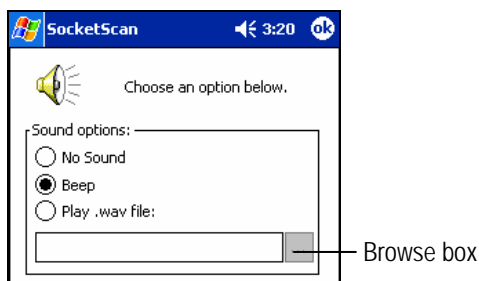 SocketScan 3:20 ok
Choose an option below.
Sound options:
No Sound
Beep
Play .wav file:
Browse box